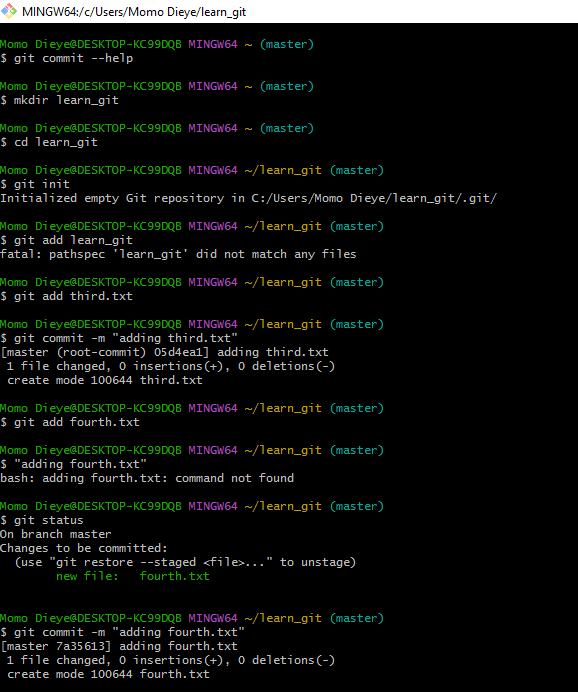 MINGW64:/c/Users/Momo Dieye/learn_git
Momo Dieye@DESKTOP-KC99DQB MINGW64 ~ (master)
$ git commit --help
Momo Dieye@DESKTOP-KC99DQB MINGW64 ~ (master)
$ mkdir learn_git
Momo Dieye@DESKTOP-KC99DQB MINGW64 ~ (master)
$ cd learn_git
Momo Dieye@DESKTOP-KC99DQB MINGW64 ~/learn_git (master)
$ git init
Initialized empty Git repository in C:/Users/Momo Dieye/learn_git/.git/
Momo Dieye@DESKTOP-KC99DQB MINGW64 ~/learn_git (master)
$ git add learn_git
fatal: pathspec 'learn_git' did not match any files
Momo Dieye@DESKTOP-KC99DQB MINGW64 ~/learn_git (master)
$ git add third.txt
Momo Dieye@DESKTOP-KC99DQB MINGW64 ~/learn_git (master)
$ git commit -m "adding third.txt"
[master (root-commit) 05d4ea1] adding third.txt
 1 file changed, 0 insertions(+), 0 deletions(-)
 create mode 100644 third.txt
Momo Dieye@DESKTOP-KC99DQB MINGW64 ~/learn_git (master)
$ git add fourth.txt
Momo Dieye@DESKTOP-KC99DQB MINGW64 ~/learn_git (master)
$ "adding fourth.txt"
bash: adding fourth.txt: command not found
Momo Dieye@DESKTOP-KC99DQB MINGW64 ~/learn_git (master)
$ git status
On branch master
Changes to be committed:
  (use "git restore --staged <file>..." to unstage)
        new file:   fourth.txt
Momo Dieye@DESKTOP-KC99DQB MINGW64 ~/learn_git (master)
$ git commit -m "adding fourth.txt"
[master 7a35613] adding fourth.txt
 1 file changed, 0 insertions(+), 0 deletions(-)
 create mode 100644 fourth.txt